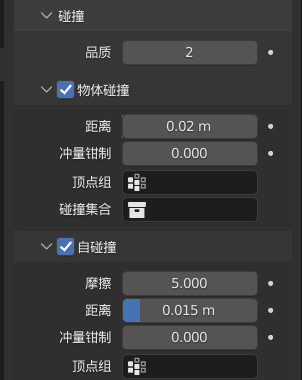 碰撞
品质 2
物体碰撞
距离 0.02 m
冲量钳制 0.000
顶点组
碰撞集合
自碰撞
摩擦 5.000
距离 0.015 m
冲量钳制 0.000
顶点组